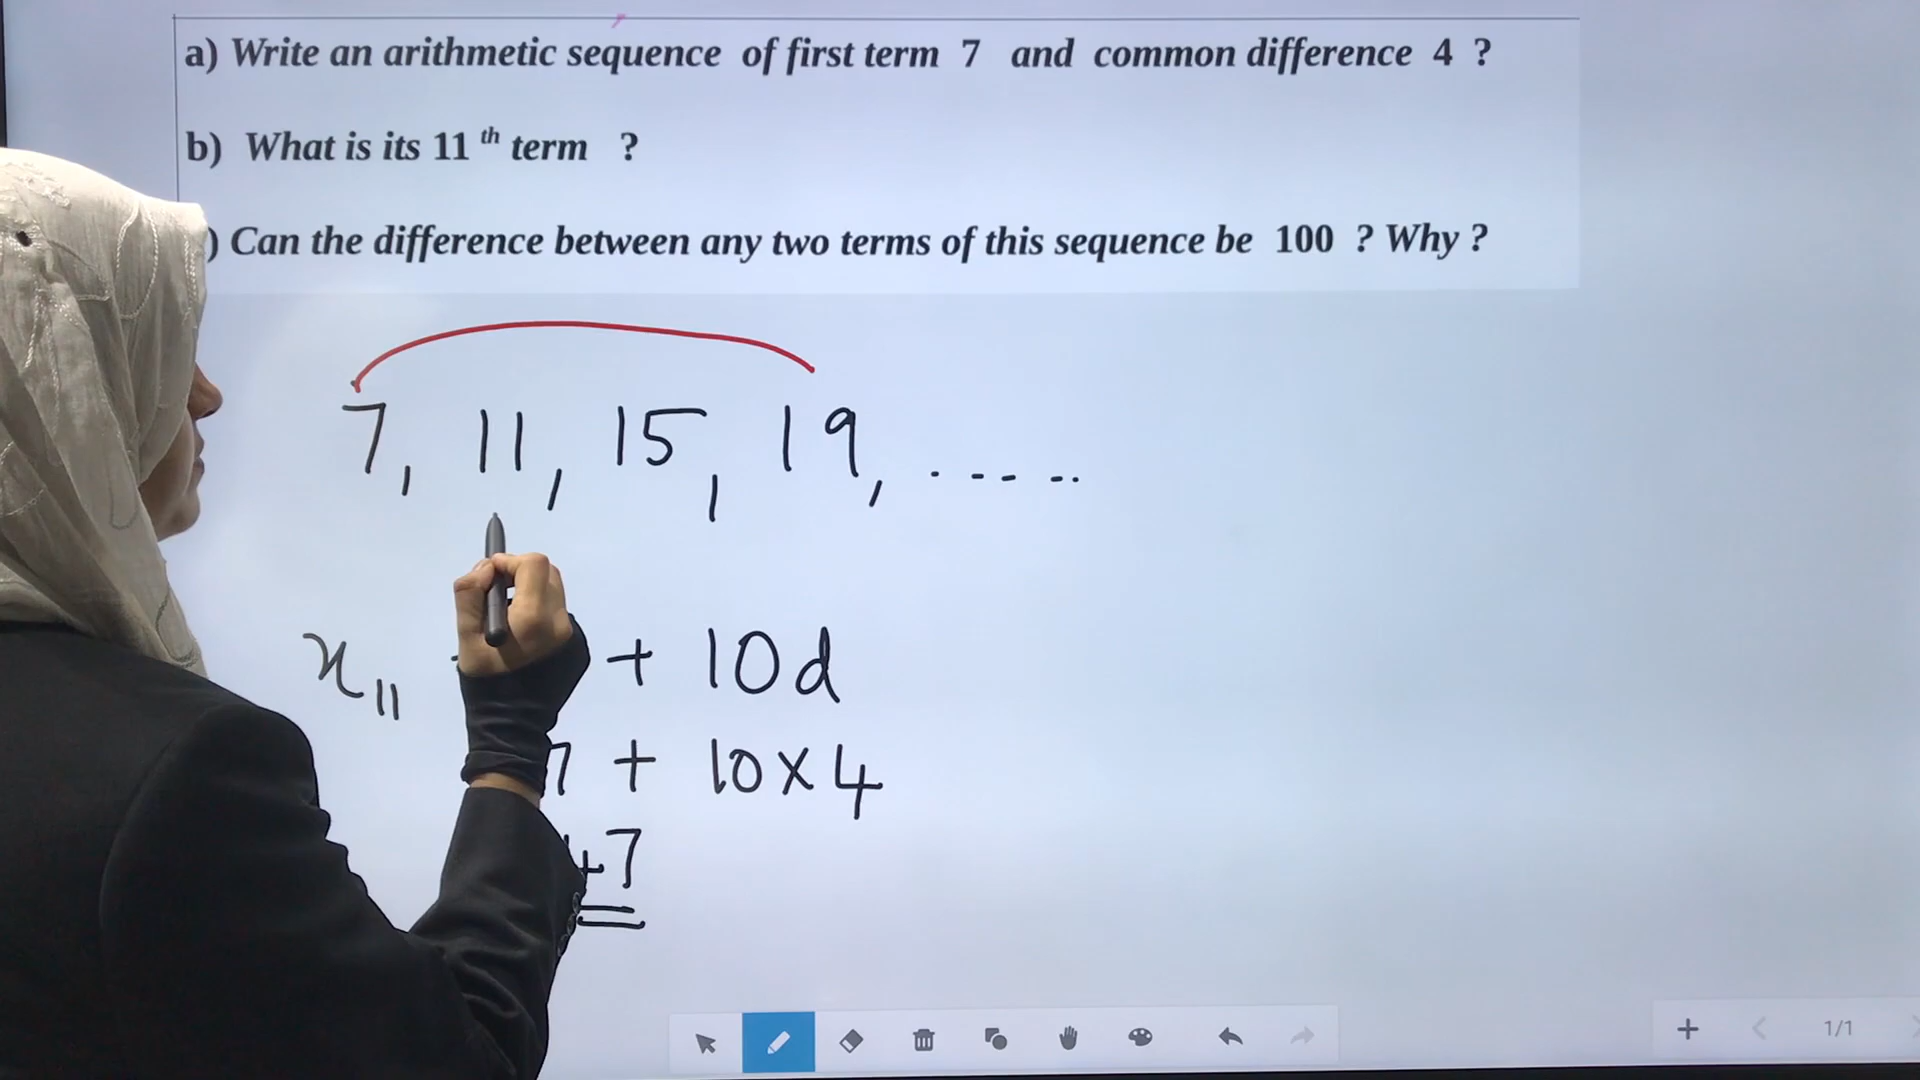 a) Write an arithmetic sequence of first term 7 and common difference 4 ?
b) What is its 11 th term ?
) Can the difference between any two terms of this sequence be 100 ? Why ?
7, 11, 15, 19, .....
x₁₁ + 10d
7 + 10×4
47
1/1